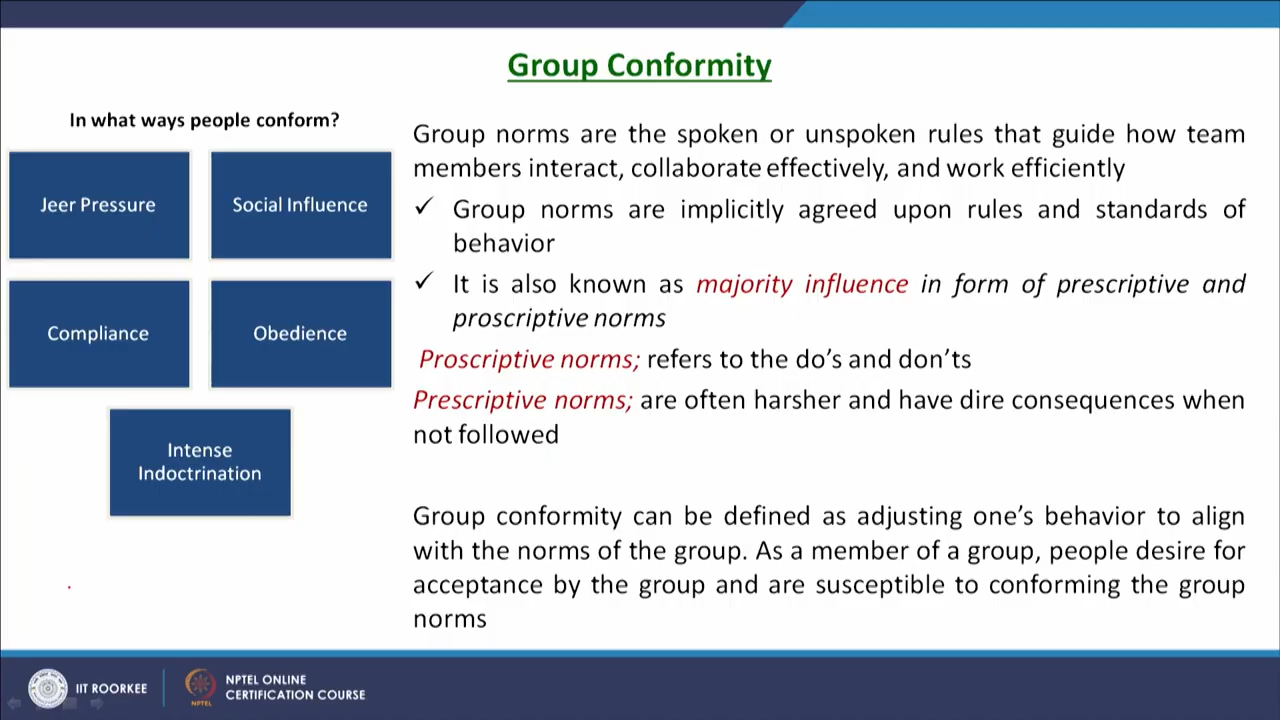 Group Conformity
In what ways people conform?
Jeer Pressure
Social Influence
Compliance
Obedience
Intense
Indoctrination
Group norms are the spoken or unspoken rules that guide how team
members interact, collaborate effectively, and work efficiently
✓ Group norms are implicitly agreed upon rules and standards of
behavior
✓ It is also known as majority influence in form of prescriptive and
proscriptive norms
Proscriptive norms; refers to the do's and don'ts
Prescriptive norms; are often harsher and have dire consequences when
not followed
Group conformity can be defined as adjusting one's behavior to align
with the norms of the group. As a member of a group, people desire for
acceptance by the group and are susceptible to conforming the group
norms
IIT ROORKEE
NPTEL
NPTEL ONLINE
CERTIFICATION COURSE